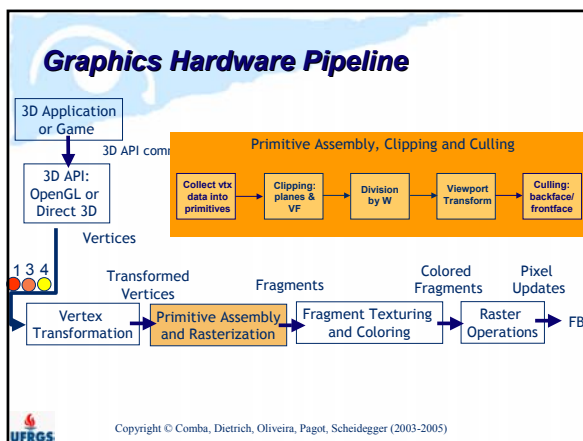 Graphics Hardware Pipeline
3D Application
or Game
3D API comm
3D API:
OpenGL or
Direct 3D
Primitive Assembly, Clipping and Culling
Collect vtx
data into
primitives
Clipping:
planes &
VF
Division
by W
Viewport
Transform
Culling:
backface/
frontface
Vertices
1 3 4
Transformed
Vertices
Fragments
Colored
Fragments
Pixel
Updates
Vertex
Transformation
Primitive Assembly
and Rasterization
Fragment Texturing
and Coloring
Raster
Operations
FB
UFRGS
Copyright © Comba, Dietrich, Oliveira, Pagot, Scheidegger (2003-2005)